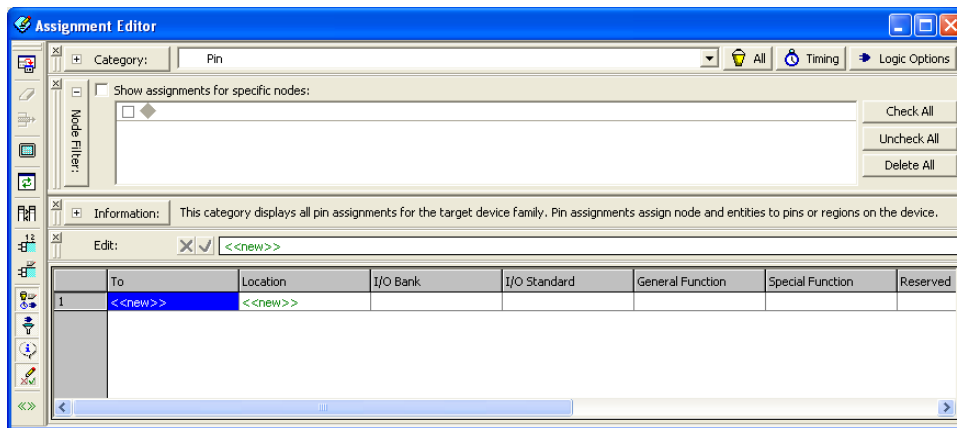 Assignment Editor
Category: Pin All Timing Logic Options
Show assignments for specific nodes:
Node Filter:
Check All
Uncheck All
Delete All
Information: This category displays all pin assignments for the target device family. Pin assignments assign node and entities to pins or regions on the device.
Edit: <<new>>
To Location I/O Bank I/O Standard General Function Special Function Reserved
1 <<new>> <<new>>